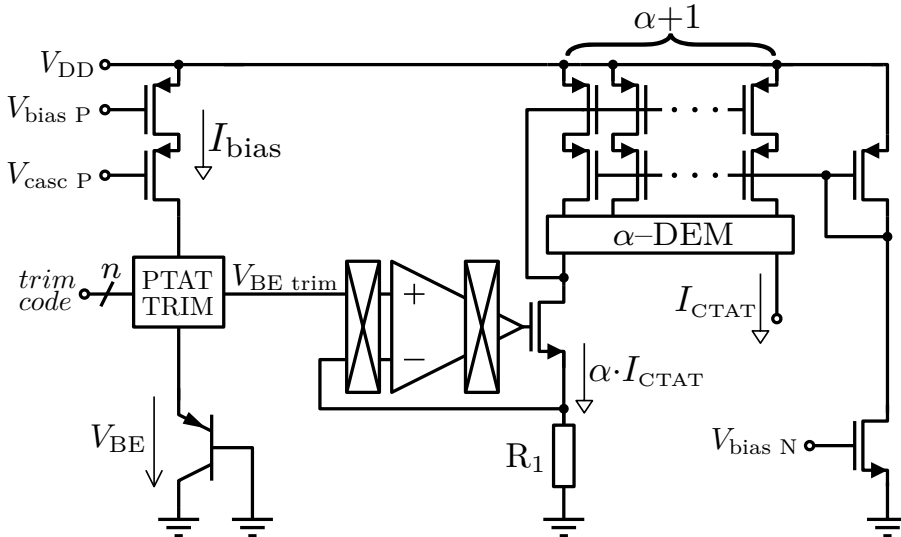 α+1
V_DD
V_bias P
I_bias
V_casc P
α–DEM
n
PTAT
TRIM
V_BE trim
trim
code
+
I_CTAT
−
α·I_CTAT
V_BE
R_1
V_bias N